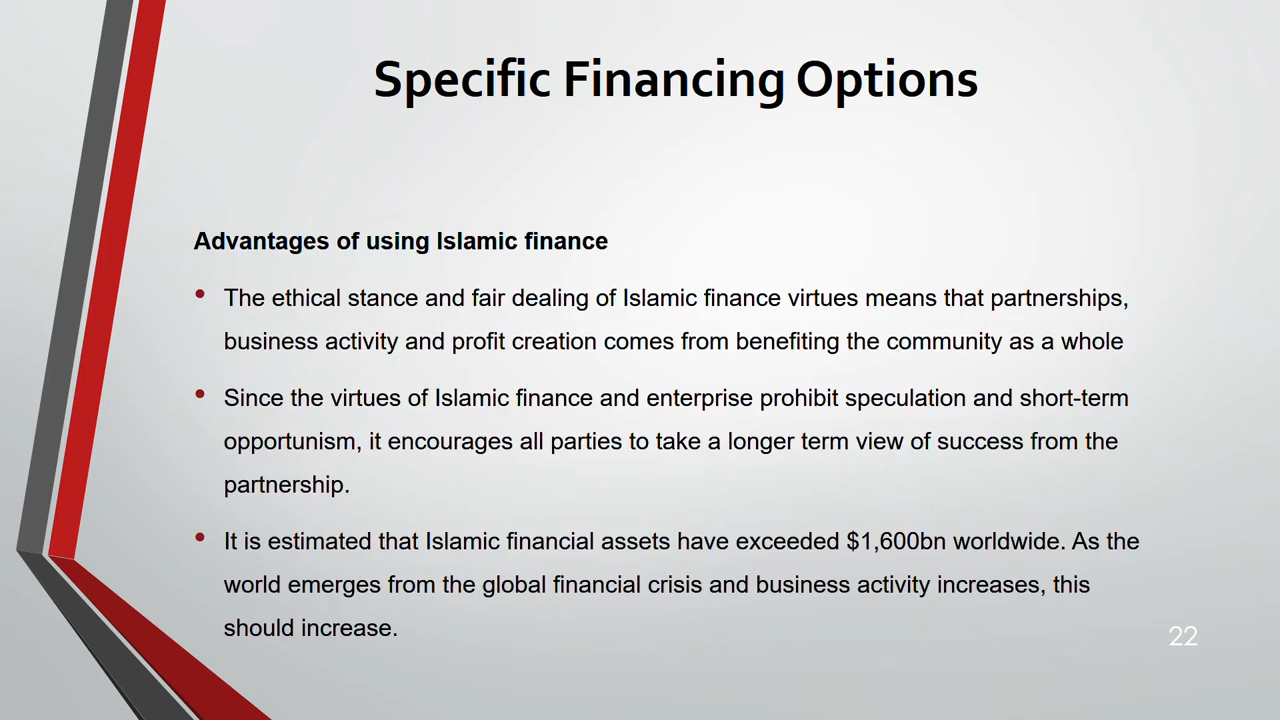 Specific Financing Options
Advantages of using Islamic finance
• The ethical stance and fair dealing of Islamic finance virtues means that partnerships,
business activity and profit creation comes from benefiting the community as a whole
• Since the virtues of Islamic finance and enterprise prohibit speculation and short-term
opportunism, it encourages all parties to take a longer term view of success from the
partnership.
• It is estimated that Islamic financial assets have exceeded $1,600bn worldwide. As the
world emerges from the global financial crisis and business activity increases, this
should increase.
22